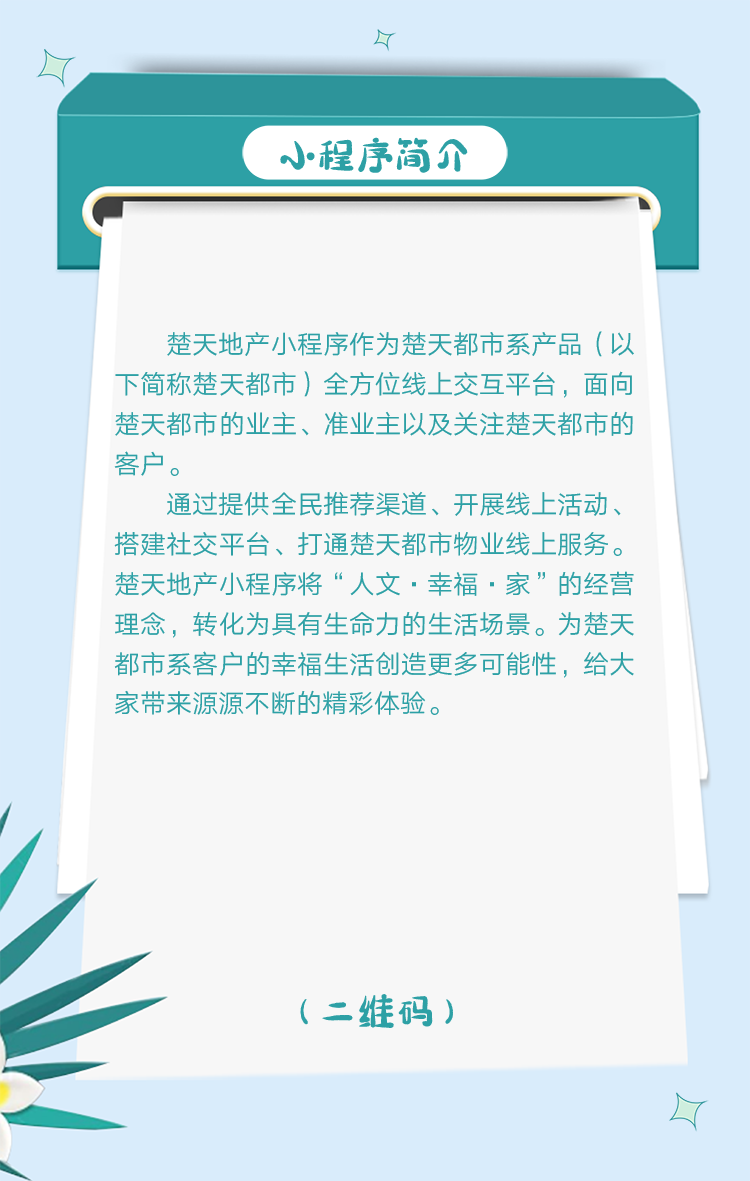 小程序简介
楚天地产小程序作为楚天都市系产品（以
下简称楚天都市）全方位线上交互平台，面向
楚天都市的业主、准业主以及关注楚天都市的
客户。
通过提供全民推荐渠道、开展线上活动、
搭建社交平台、打通楚天都市物业线上服务。
楚天地产小程序将“人文·幸福·家”的经营
理念，转化为具有生命力的生活场景。为楚天
都市系客户的幸福生活创造更多可能性，给大
家带来源源不断的精彩体验。
（二维码）